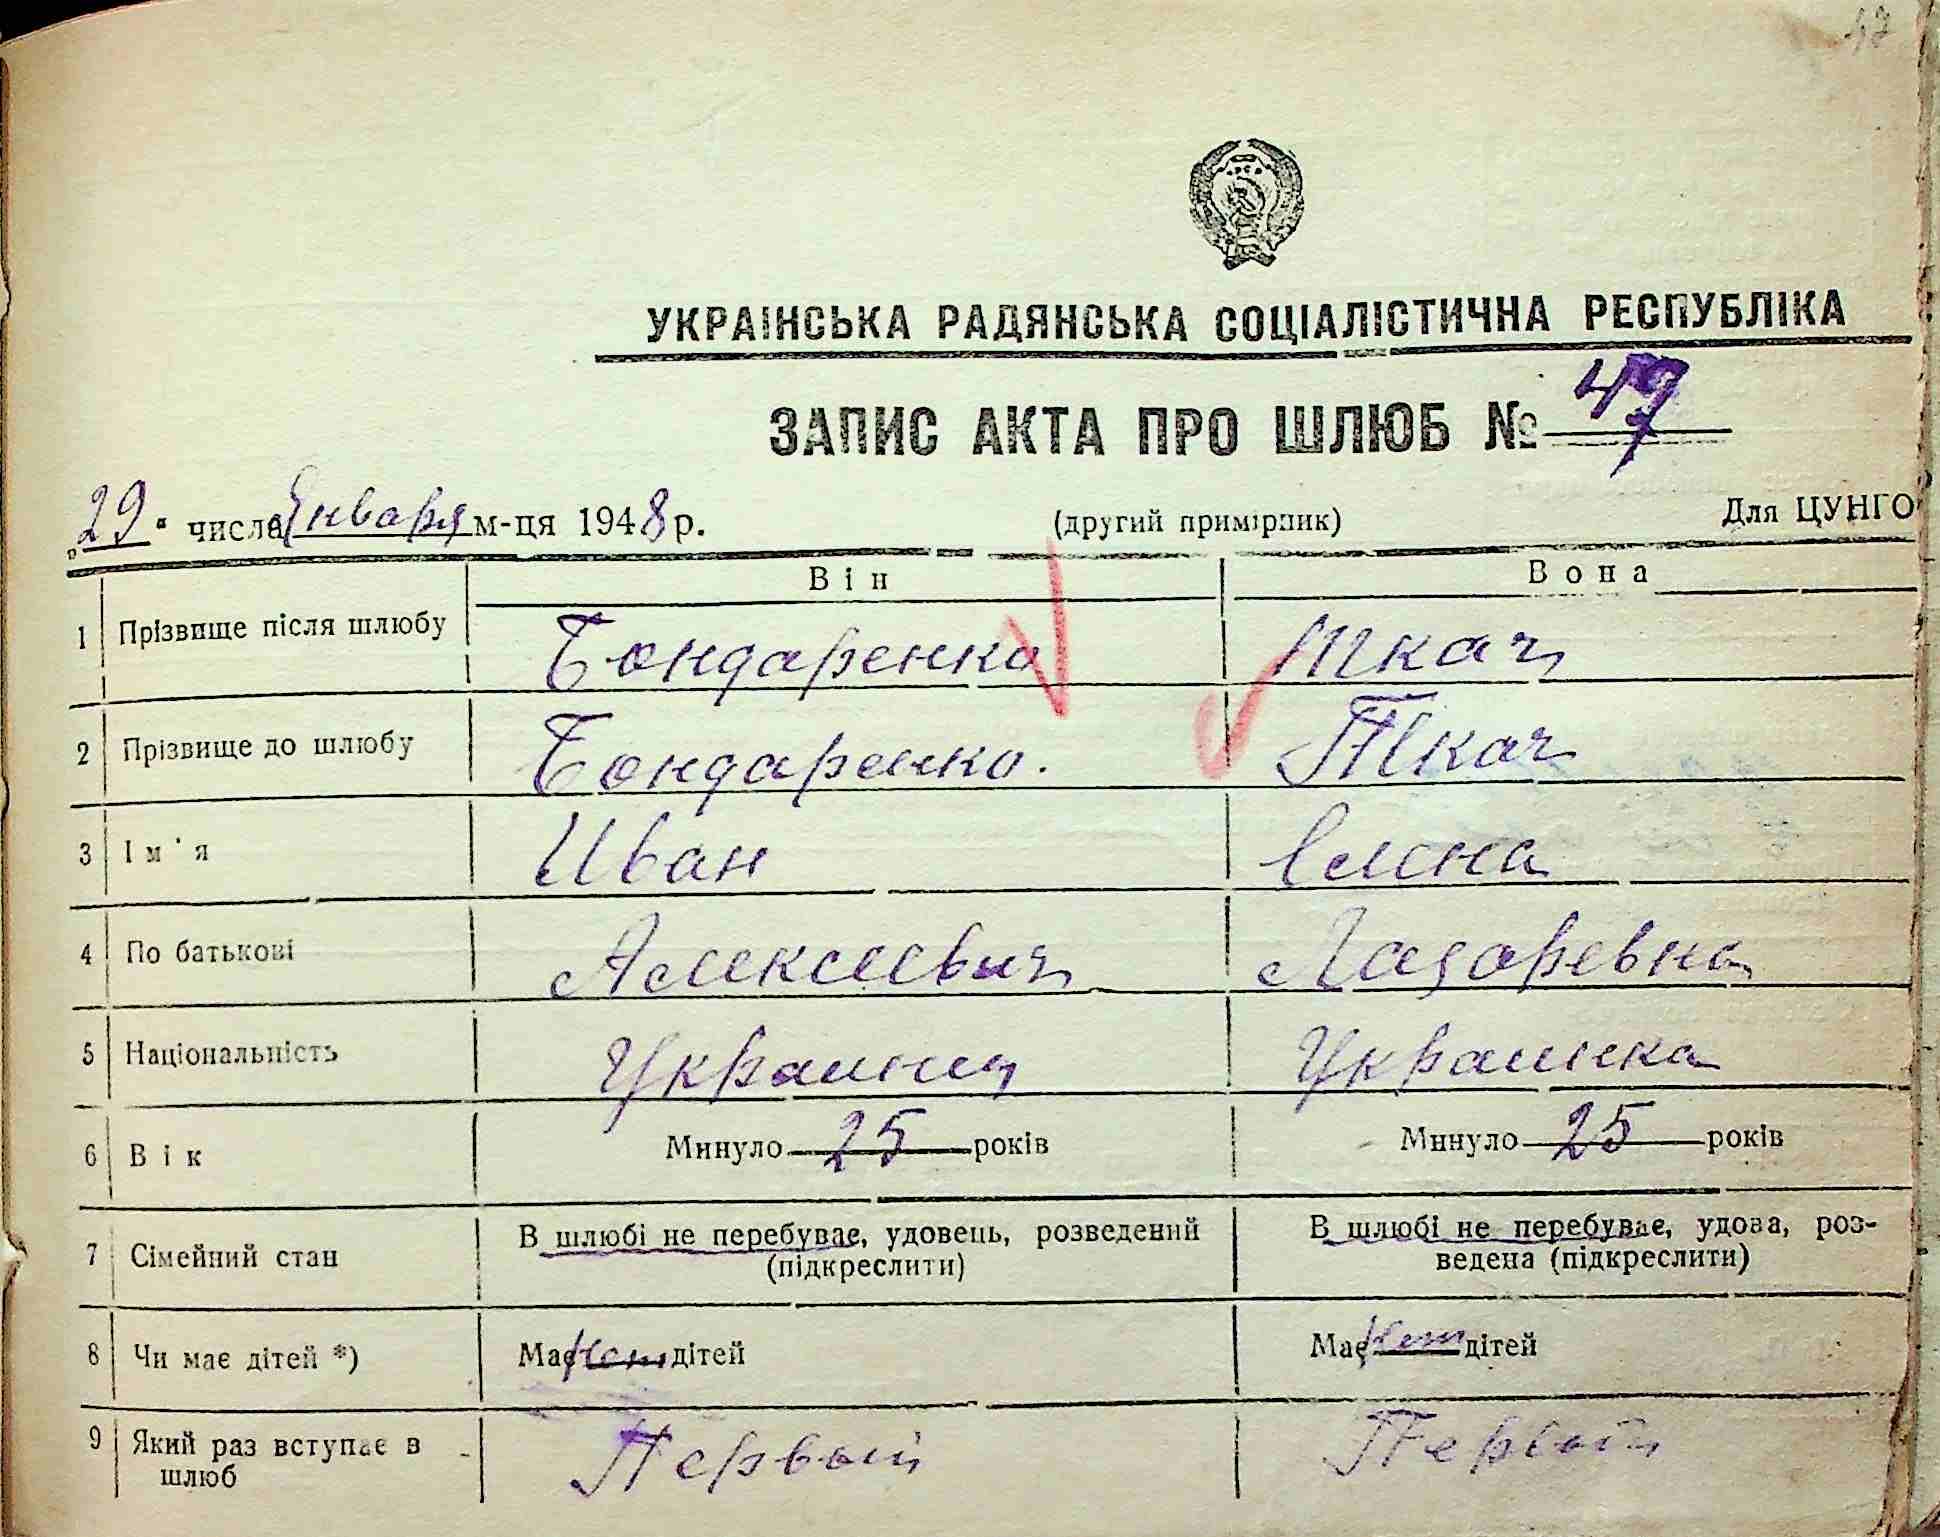 47
УКРАЇНСЬКА РАДЯНСЬКА СОЦІАЛІСТИЧНА РЕСПУБЛІКА
ЗАПИС АКТА ПРО ШЛЮБ № 47
„29" числа Января м-ця 1948 р. (другий примірник) Для ЦУНГО
Він Вона
1 Прізвище після шлюбу Бондаренко Ткач
2 Прізвище до шлюбу Бондаренко. Ткач
3 Ім'я Иван Елена
4 По батькові Алексеевич Лазаревна
5 Національність Украинец Украинка
6 Вік Минуло 25 років Минуло 25 років
7 Сімейний стан В шлюбі не перебуває, удовець, розведений (підкреслити) В шлюбі не перебуває, удова, роз-
ведена (підкреслити)
8 Чи має дітей *) Має нет дітей Має нет дітей
9 Який раз вступає в шлюб Первый Первый